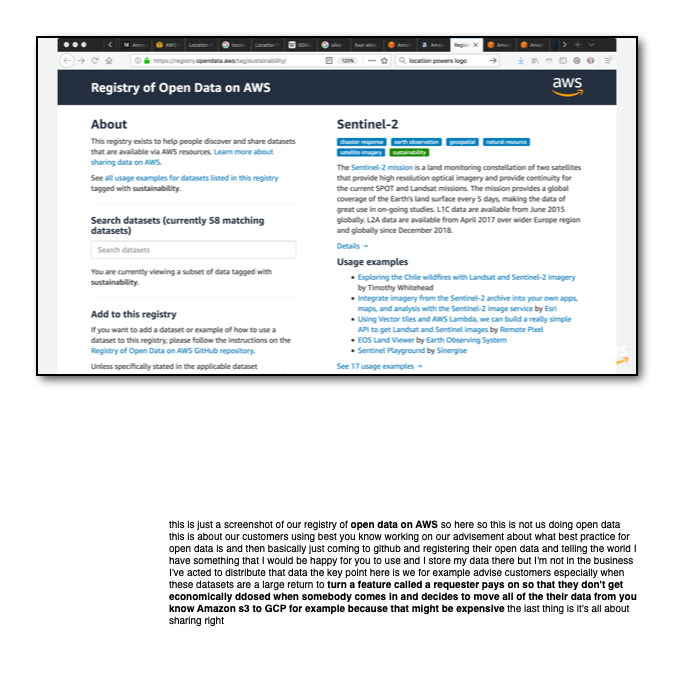 https://registry.opendata.aws/tag/sustainability/
120%
location powers logo
Registry of Open Data on AWS
aws
About
This registry exists to help people discover and share datasets
that are available via AWS resources. Learn more about
sharing data on AWS.
See all usage examples for datasets listed in this registry
tagged with sustainability.
Search datasets (currently 58 matching
datasets)
Search datasets
You are currently viewing a subset of data tagged with
sustainability.
Add to this registry
If you want to add a dataset or example of how to use a
dataset to this registry, please follow the instructions on the
Registry of Open Data on AWS GitHub repository.
Unless specifically stated in the applicable dataset
Sentinel-2
disaster response earth observation geospatial natural resource
satellite imagery sustainability
The Sentinel-2 mission is a land monitoring constellation of two satellites
that provide high resolution optical imagery and provide continuity for
the current SPOT and Landsat missions. The mission provides a global
coverage of the Earth's land surface every 5 days, making the data of
great use in on-going studies. L1C data are available from June 2015
globally. L2A data are available from April 2017 over wider Europe region
and globally since December 2018.
Details →
Usage examples
• Exploring the Chile wildfires with Landsat and Sentinel-2 imagery
by Timothy Whitehead
• Integrate imagery from the Sentinel-2 archive into your own apps,
maps, and analysis with the Sentinel-2 image service by Esri
• Using Vector tiles and AWS Lambda, we can build a really simple
API to get Landsat and Sentinel images by Remote Pixel
• EOS Land Viewer by Earth Observing System
• Sentinel Playground by Sinergise
See 17 usage examples →
this is just a screenshot of our registry of open data on AWS so here so this is not us doing open data
this is about our customers using best you know working on our advisement about what best practice for
open data is and then basically just coming to github and registering their open data and telling the world I
have something that I would be happy for you to use and I store my data there but I'm not in the business
I've acted to distribute that data the key point here is we for example advise customers especially when
these datasets are a large return to turn a feature called a requester pays on so that they don't get
economically ddosed when somebody comes in and decides to move all of the their data from you
know Amazon s3 to GCP for example because that might be expensive the last thing is it's all about
sharing right